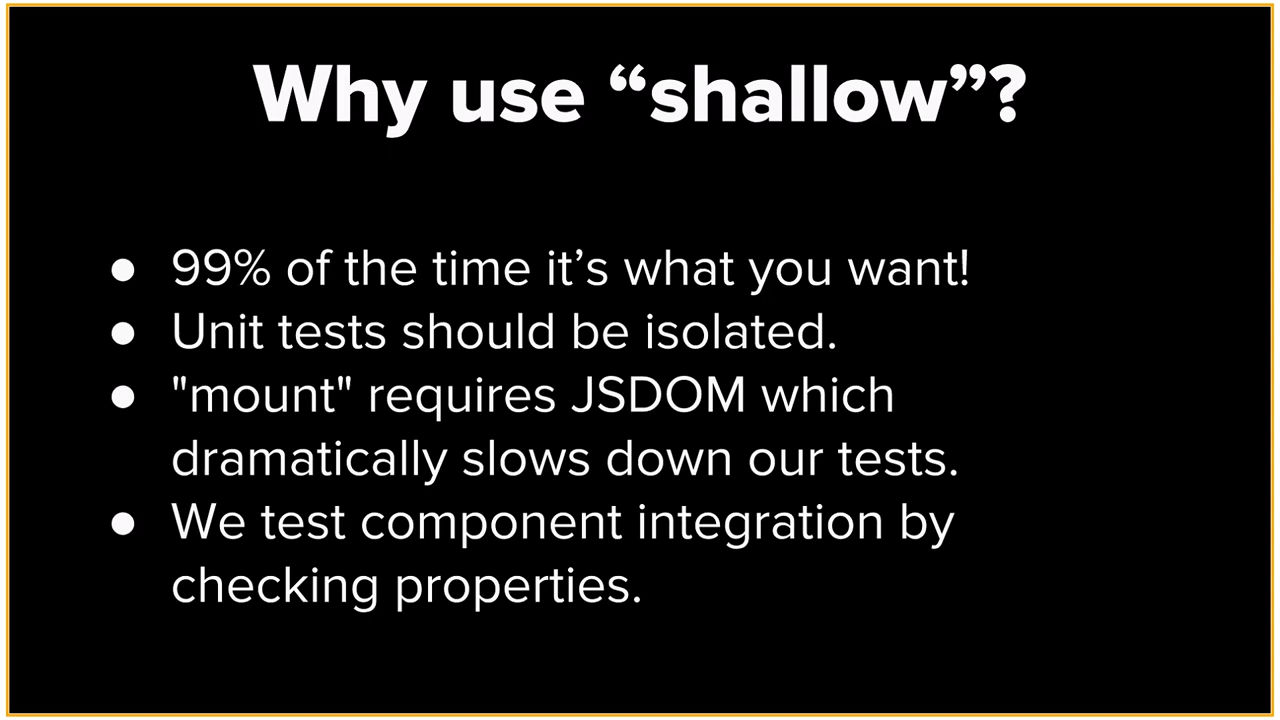 Why use “shallow”?
● 99% of the time it’s what you want!
● Unit tests should be isolated.
● "mount" requires JSDOM which
dramatically slows down our tests.
● We test component integration by
checking properties.